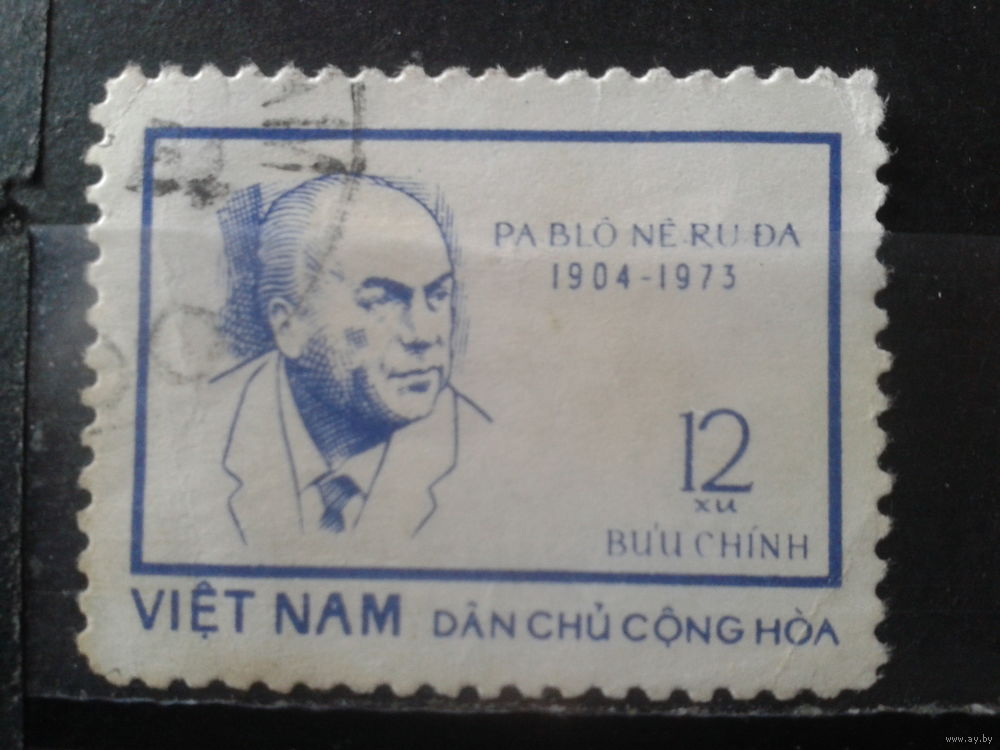 PA BLÔ NÊ-RU-ĐA
1904-1973
12
xu
BƯU CHÍNH
VIỆT NAM DÂN CHỦ CỘNG HÒA
www.ay.by